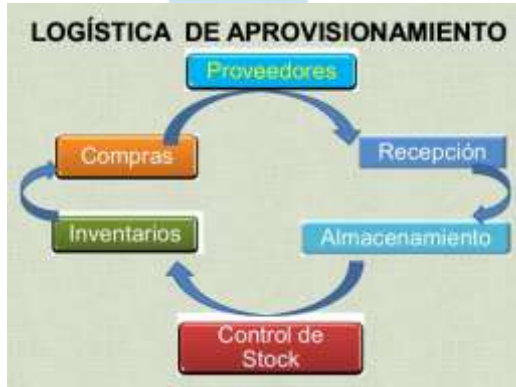 LOGÍSTICA DE APROVISIONAMIENTO
Proveedores
Compras
Recepción
Inventarios
Almacenamiento
Control de
Stock